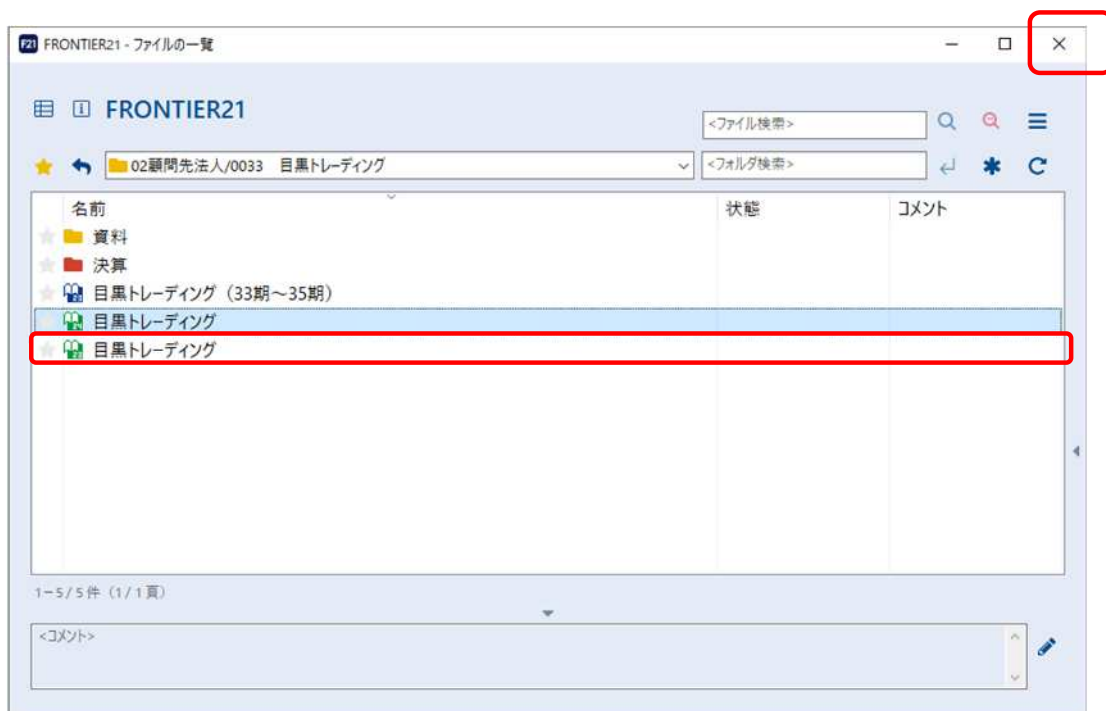 F21 FRONTIER21 - ファイルの一覧
FRONTIER21
<ファイル検索>
02顧問先法人/0033 目黒トレーディング
<フォルダ検索>
名前 状態 コメント
資料
決算
目黒トレーディング（33期～35期）
目黒トレーディング
目黒トレーディング
1-5/5件（1/1頁）
<コメント>